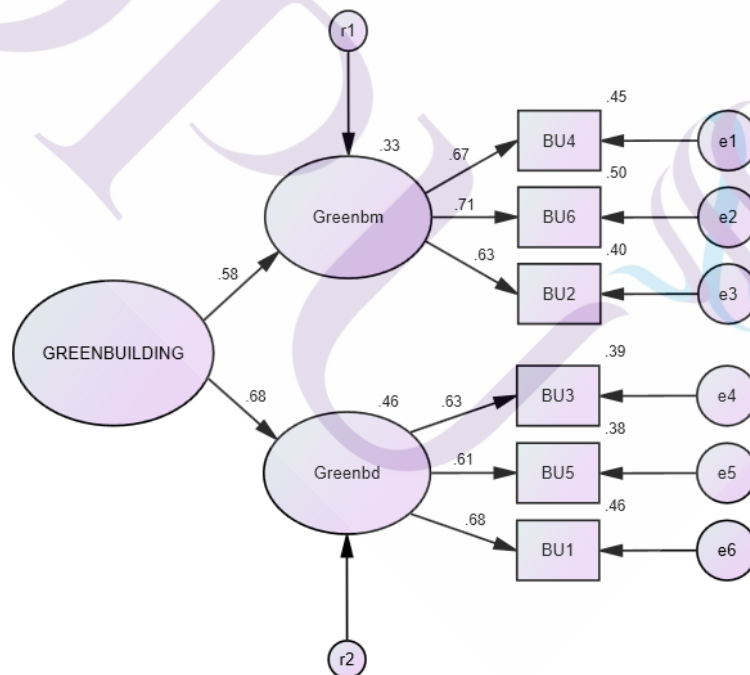 r1
.45
.33
.67
BU4
e1
.50
Greenbm
.71
BU6
e2
.40
.63
BU2
e3
.58
GREENBUILDING
.39
.68
.46
.63
BU3
e4
.38
Greenbd
.61
BU5
e5
.46
.68
BU1
e6
r2